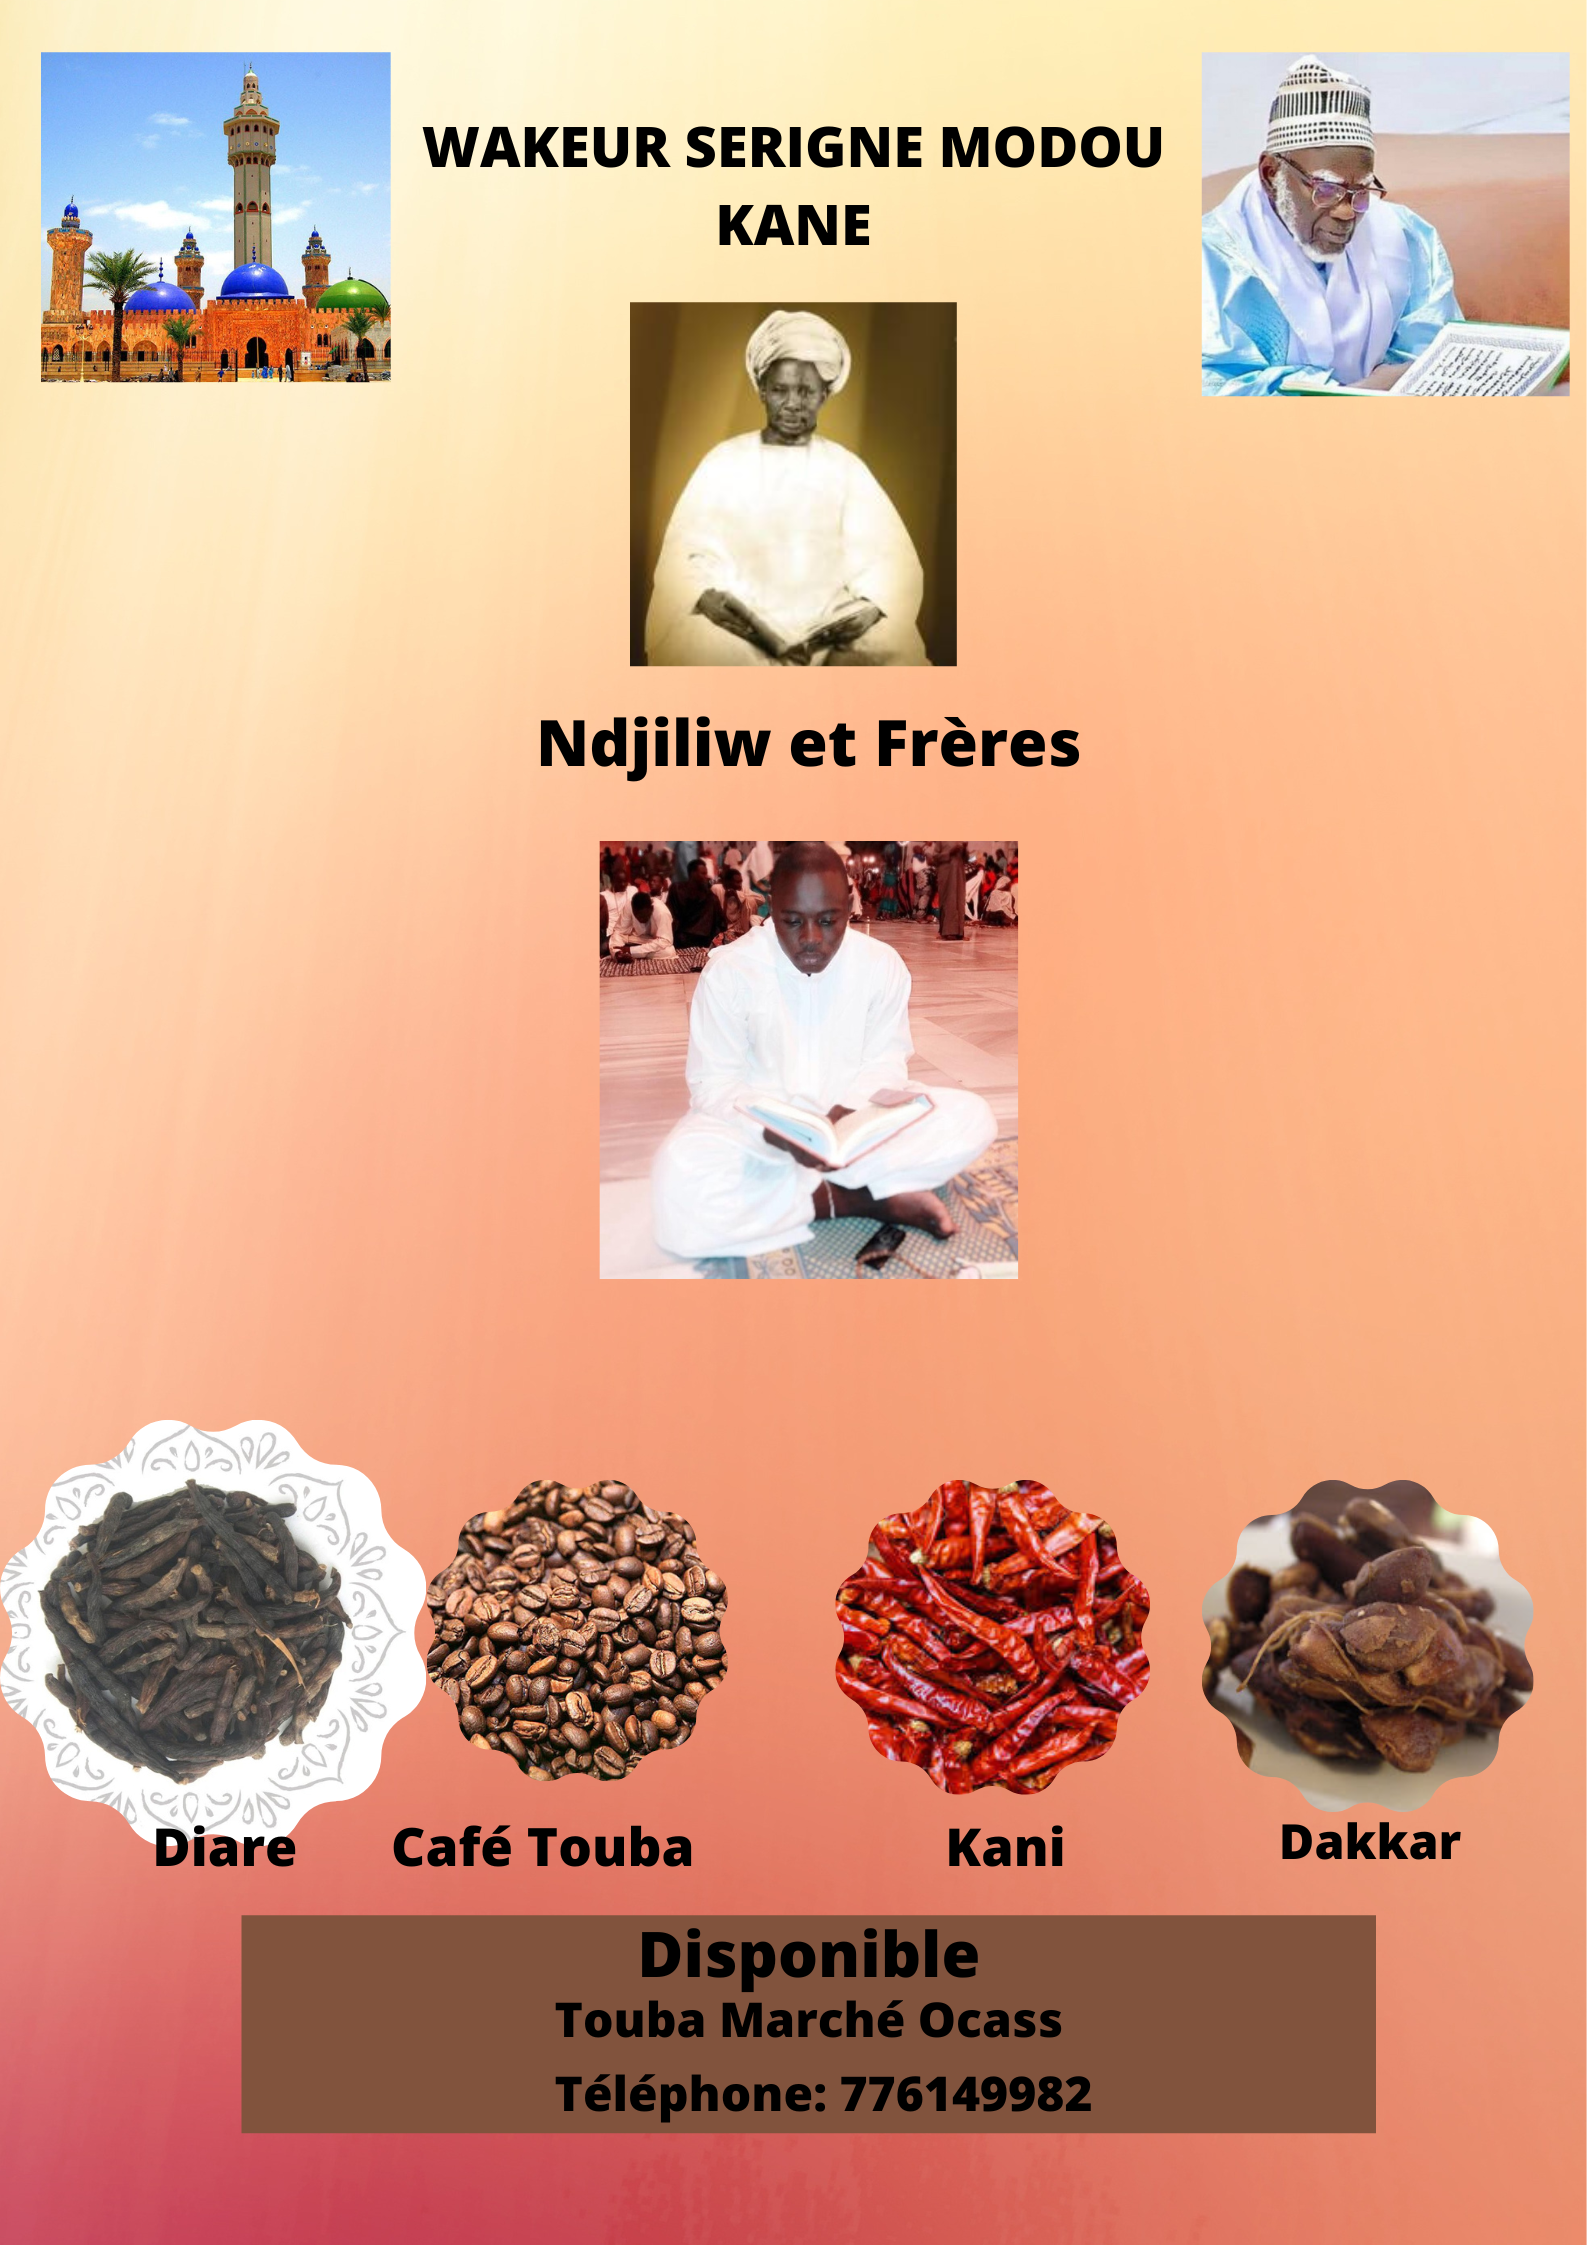 WAKEUR SERIGNE MODOU
KANE
Ndjiliw et Frères
Diare
Café Touba
Kani
Dakkar
Disponible
Touba Marché Ocass
Téléphone: 776149982